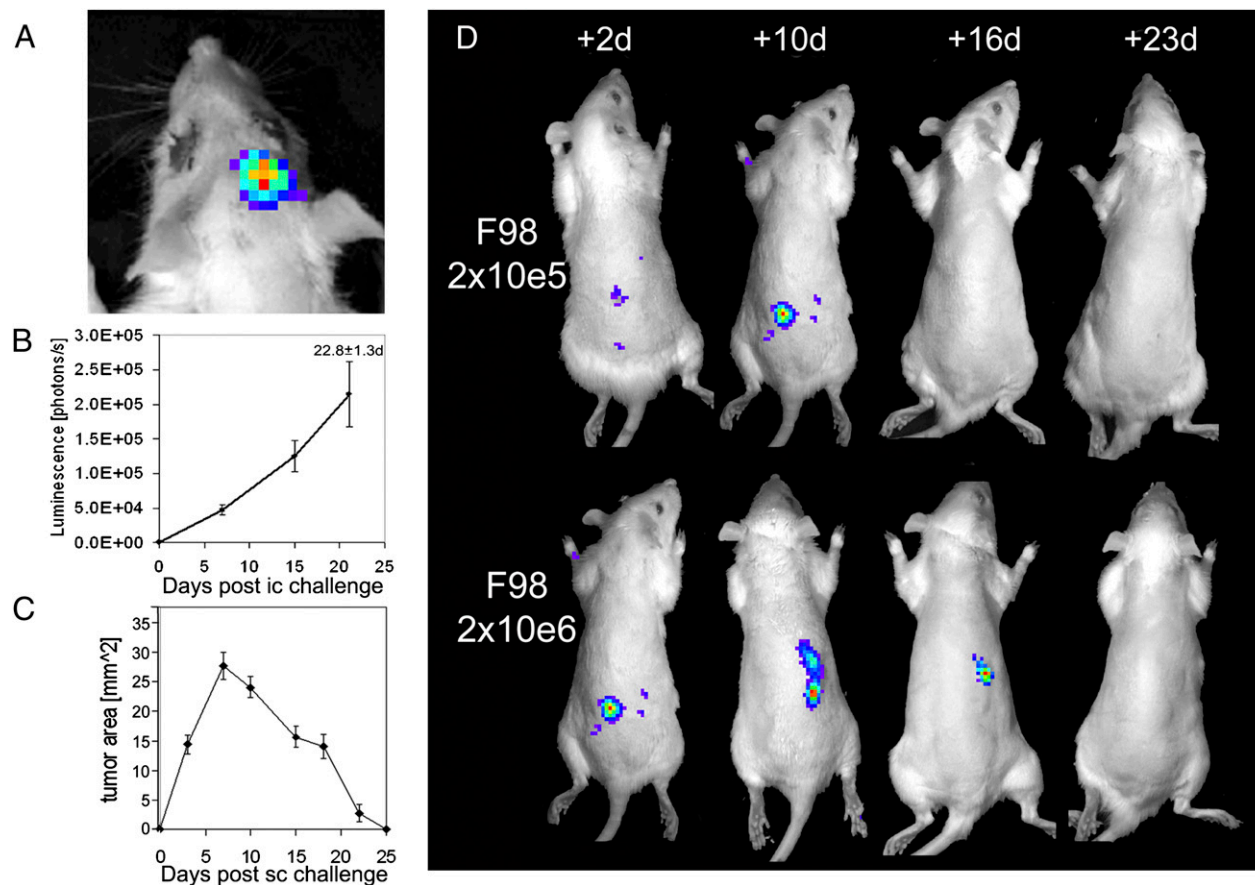 A
B
Luminescence [photons/s]
3.0E+05
2.5E+05
2.0E+05
1.5E+05
1.0E+05
5.0E+04
0.0E+00
22.8±1.3d
0 5 10 15 20 25
Days post ic challenge
C
tumor area [mm^2]
35
30
25
20
15
10
5
0
0 5 10 15 20 25
Days post sc challenge
D
+2d +10d +16d +23d
F98
2x10e5
F98
2x10e6